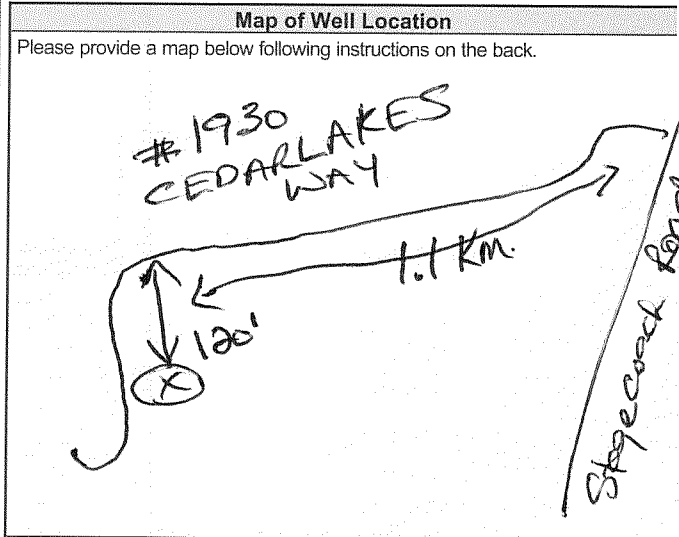 Map of Well Location
Please provide a map below following instructions on the back.
# 1930
CEDARLAKES
WAY
1.1 Km.
120'
X
Stagecoach Road